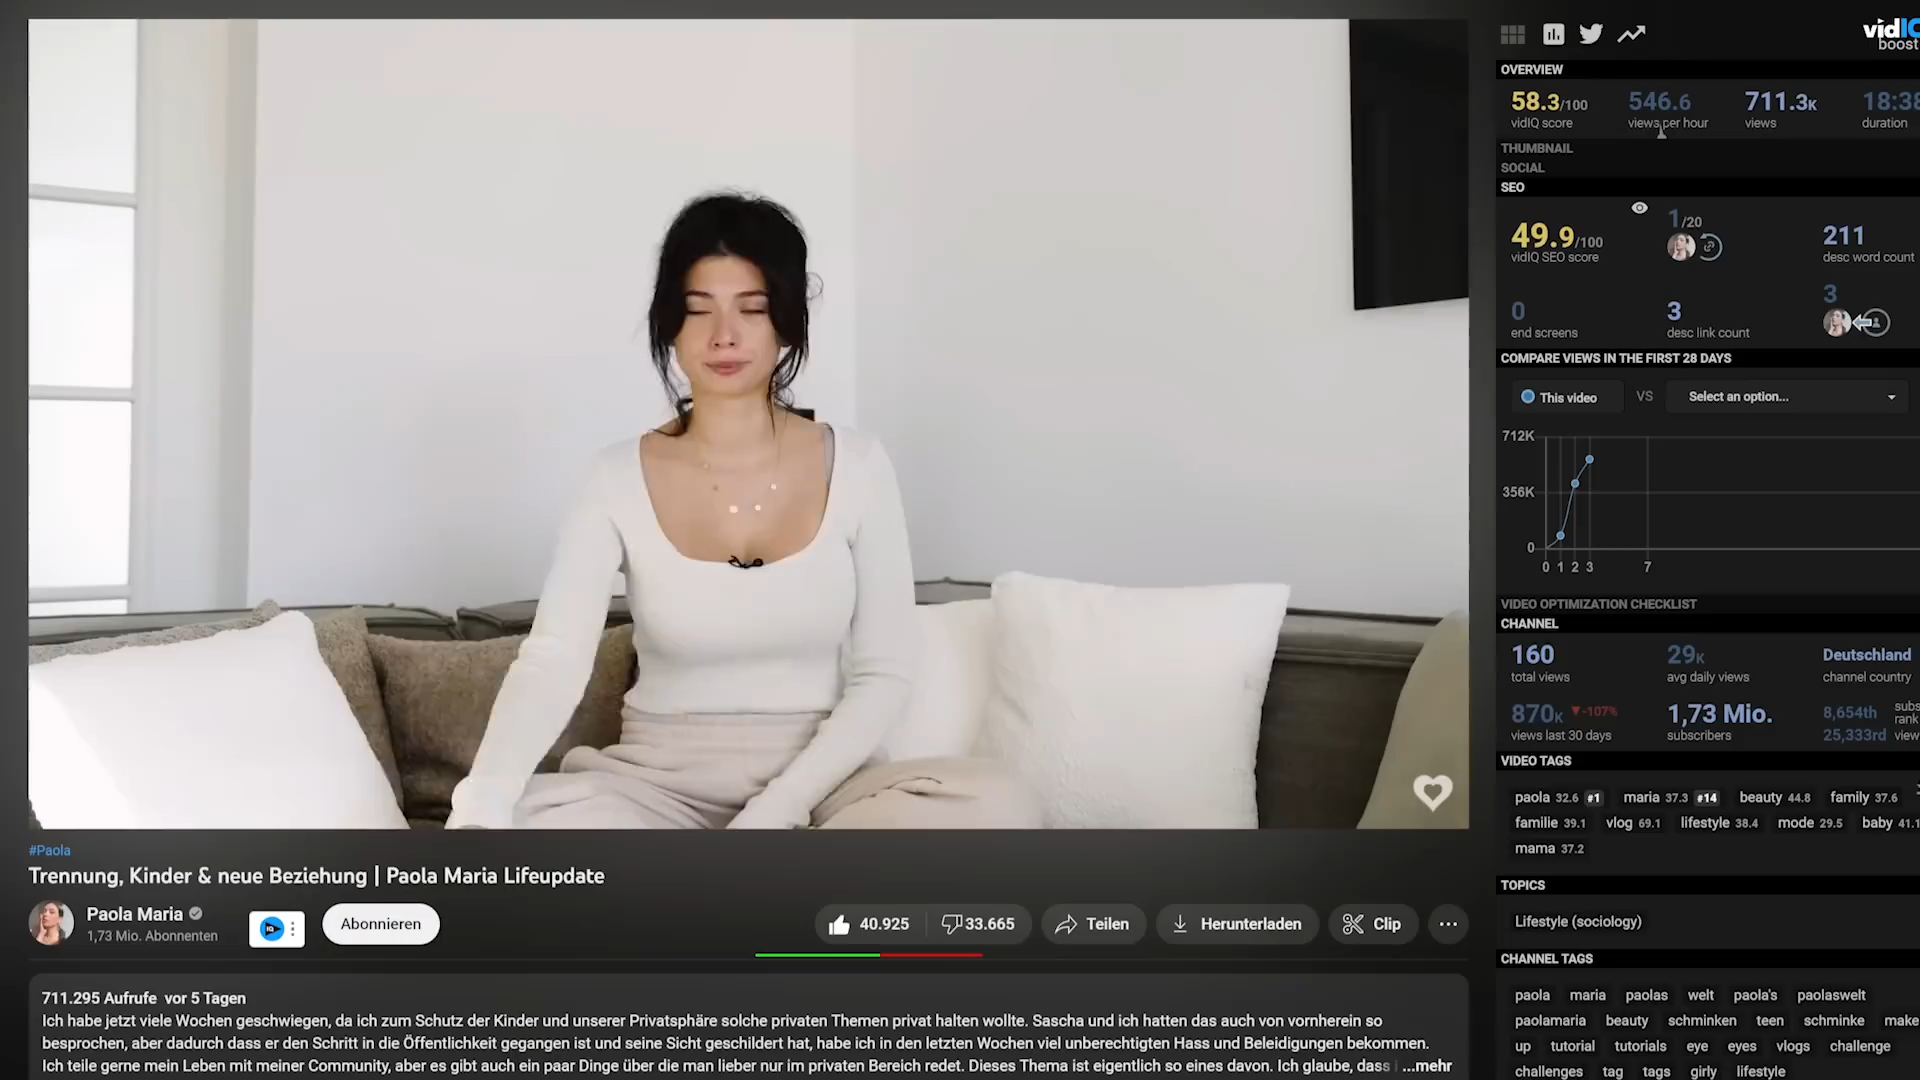 vidIQ
boost
OVERVIEW
58.3/100 546.6 711.3K 18:38
vidIQ score views per hour views duration
THUMBNAIL
SOCIAL
SEO
1/20
49.9/100 211
vidIQ SEO score desc word count
0 3 3
end screens desc link count
COMPARE VIEWS IN THE FIRST 28 DAYS
This video VS Select an option...
712K
356K
0
0 1 2 3 7
VIDEO OPTIMIZATION CHECKLIST
CHANNEL
160 29K Deutschland
total views avg daily views channel country
870K ▼-107% 1,73 Mio. 8,654th subs rank
views last 30 days subscribers 25,333rd view
VIDEO TAGS
paola 32.6 #1 maria 37.3 #14 beauty 44.8 family 37.6
familie 39.1 vlog 69.1 lifestyle 38.4 mode 29.5 baby 41.1
mama 37.2
TOPICS
Lifestyle (sociology)
CHANNEL TAGS
paola maria paolas welt paola's paolaswelt
paolamaria beauty schminken teen schminke make
up tutorial tutorials eye eyes vlogs challenge
challenges tag tags girly lifestyle
#Paola
Trennung, Kinder & neue Beziehung | Paola Maria Lifeupdate
Paola Maria
1,73 Mio. Abonnenten
IQ
Abonnieren
40.925 33.665 Teilen Herunterladen Clip ...
711.295 Aufrufe vor 5 Tagen
Ich habe jetzt viele Wochen geschwiegen, da ich zum Schutz der Kinder und unserer Privatsphäre solche privaten Themen privat halten wollte. Sascha und ich hatten das auch von vornherein so
besprochen, aber dadurch dass er den Schritt in die Öffentlichkeit gegangen ist und seine Sicht geschildert hat, habe ich in den letzten Wochen viel unberechtigten Hass und Beleidigungen bekommen.
Ich teile gerne mein Leben mit meiner Community, aber es gibt auch ein paar Dinge über die man lieber nur im privaten Bereich redet. Dieses Thema ist eigentlich so eines davon. Ich glaube, dass ...mehr